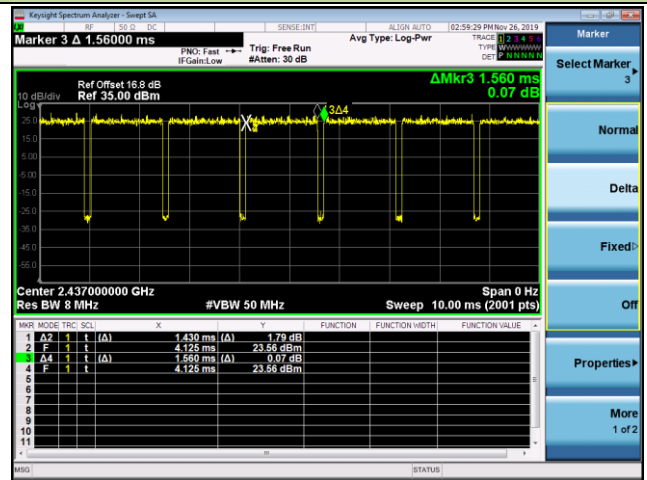 Keysight Spectrum Analyzer - Swept SA
RF 50 Ω DC SENSE:INT ALIGN AUTO 02:59:29 PM Nov 26, 2019
Marker 3 Δ 1.56000 ms
PNO: Fast
IFGain:Low
Trig: Free Run
#Atten: 30 dB
Avg Type: Log-Pwr
TRACE 1 2 3 4 5 6
TYPE WWWWWW
DET P NNNNN
Ref Offset 16.8 dB
Ref 35.00 dBm
ΔMkr3 1.560 ms
0.07 dB
10 dB/div
Log
25.0
15.0
5.00
-5.00
-15.0
-25.0
-35.0
-45.0
-55.0
3Δ4
Center 2.437000000 GHz
Span 0 Hz
Res BW 8 MHz #VBW 50 MHz Sweep 10.00 ms (2001 pts)
MKR MODE TRC SCL X Y FUNCTION FUNCTION WIDTH FUNCTION VALUE
1 Δ2 1 t (Δ) 1.430 ms (Δ) 1.79 dB
2 F 1 t 4.125 ms 23.56 dBm
3 Δ4 1 t (Δ) 1.560 ms (Δ) 0.07 dB
4 F 1 t 4.125 ms 23.56 dBm
5
6
7
8
9
10
11
MSG STATUS
Marker
Select Marker
3
Normal
Delta
Fixed
Off
Properties
More
1 of 2